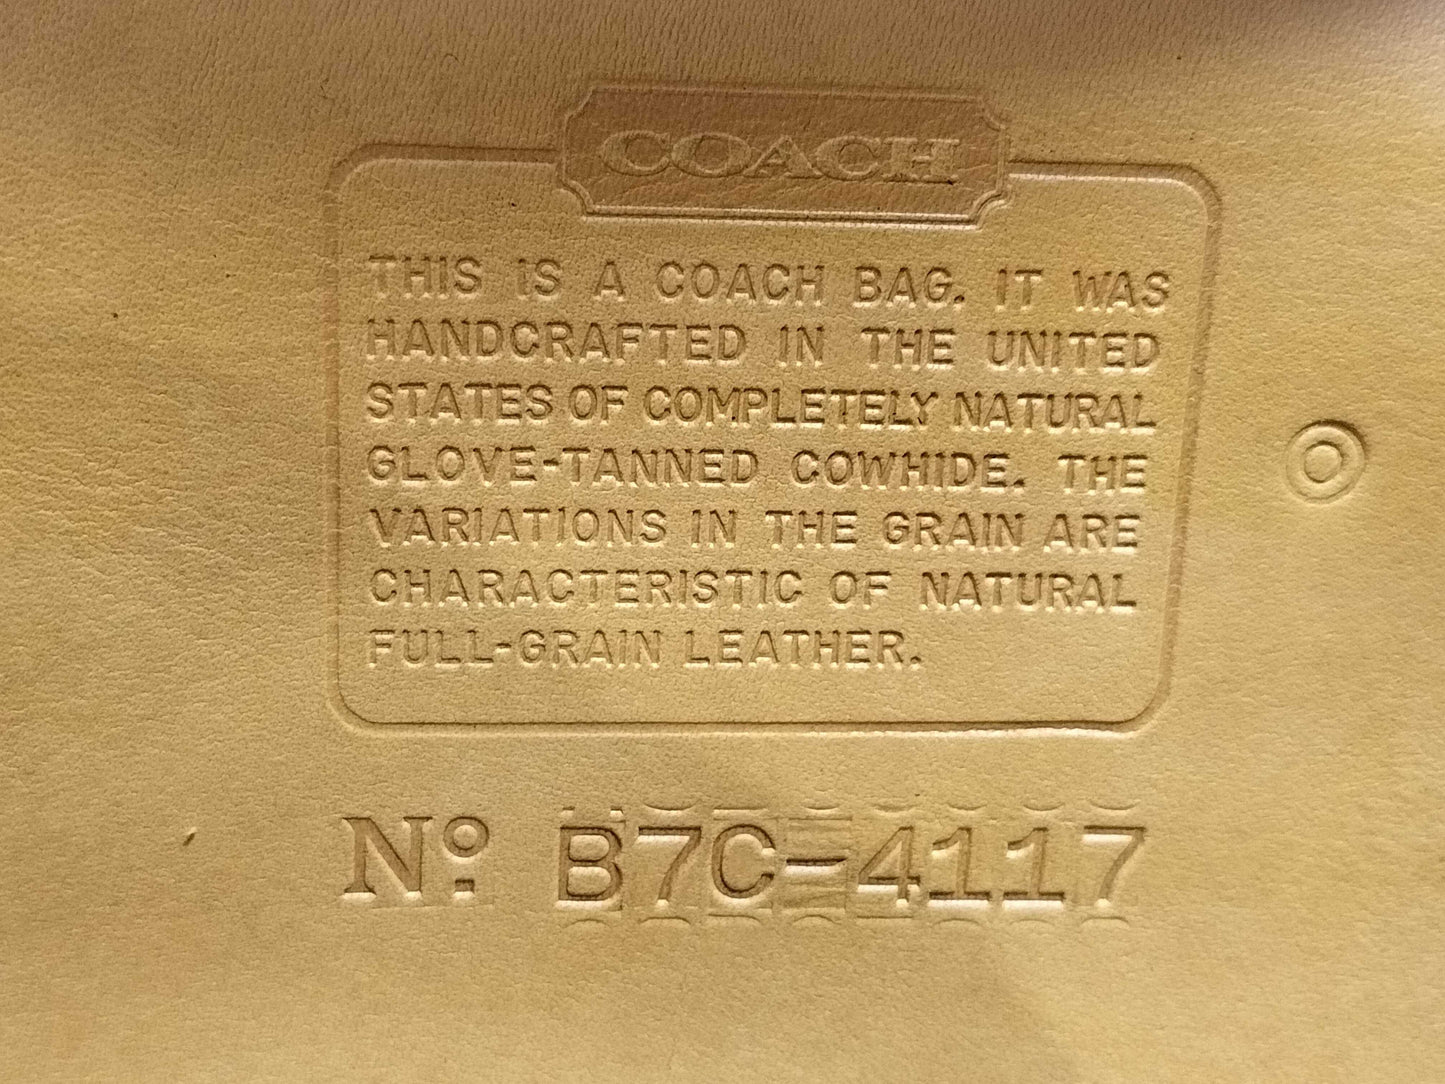 COACH
THIS IS A COACH BAG. IT WAS
HANDCRAFTED IN THE UNITED
STATES OF COMPLETELY NATURAL
GLOVE-TANNED COWHIDE. THE
VARIATIONS IN THE GRAIN ARE
CHARACTERISTIC OF NATURAL
FULL-GRAIN LEATHER.
Nº. B7C-4117